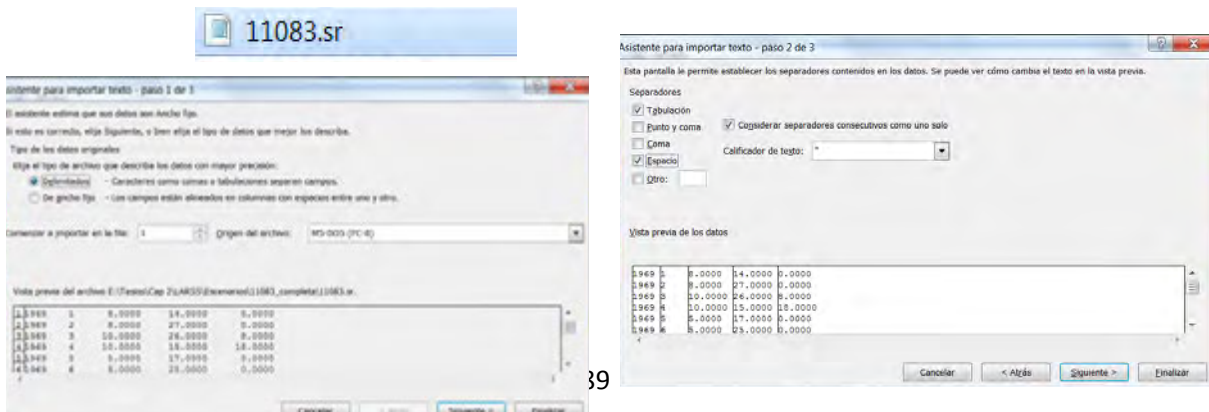 11083.sr
Asistente para importar texto - paso 1 de 3
El asistente estima que sus datos son Ancho fijo.
Si esto es correcto, elija Siguiente, o bien elija el tipo de datos que mejor los describa.
Tipo de los datos originales
Elija el tipo de archivo que describa los datos con mayor precisión:
Delimitados - Caracteres como comas o tabulaciones separan campos.
De ancho fijo - Los campos están alineados en columnas con espacios entre uno y otro.
Comenzar a importar en la fila: 1 Origen del archivo: MS-DOS (PC-8)
Vista previa del archivo
1 1969 1 8.0000 14.0000 0.0000
2 1969 2 8.0000 27.0000 0.0000
3 1969 3 10.0000 26.0000 8.0000
4 1969 4 10.0000 15.0000 18.0000
5 1969 5 5.0000 17.0000 0.0000
6 1969 6 5.0000 25.0000 0.0000
Cancelar Siguiente > Finalizar
39
Asistente para importar texto - paso 2 de 3
Esta pantalla le permite establecer los separadores contenidos en los datos. Se puede ver cómo cambia el texto en la vista previa.
Separadores
Tabulación
Punto y coma
Coma
Espacio
Otro:
Considerar separadores consecutivos como uno solo
Calificador de texto: "
Vista previa de los datos
1969 1 8.0000 14.0000 0.0000
1969 2 8.0000 27.0000 0.0000
1969 3 10.0000 26.0000 8.0000
1969 4 10.0000 15.0000 18.0000
1969 5 5.0000 17.0000 0.0000
1969 6 5.0000 25.0000 0.0000
Cancelar < Atrás Siguiente > Finalizar